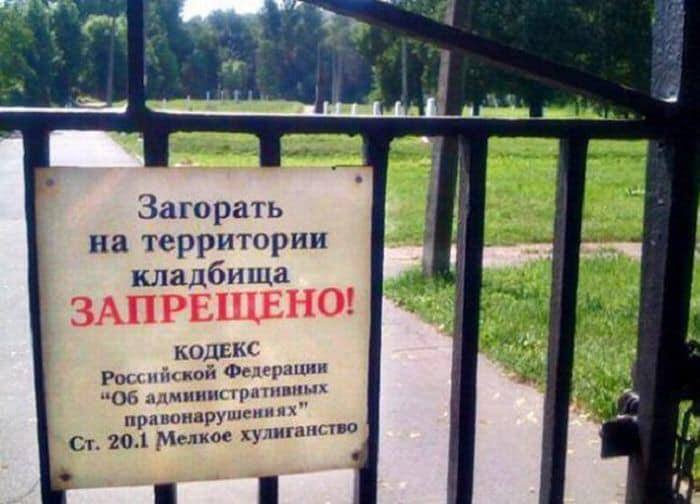 Загорать
на территории
кладбища
ЗАПРЕЩЕНО!
КОДЕКС
Российской Федерации
“Об административных
правонарушениях”
Ст. 20.1 Мелкое хулиганство